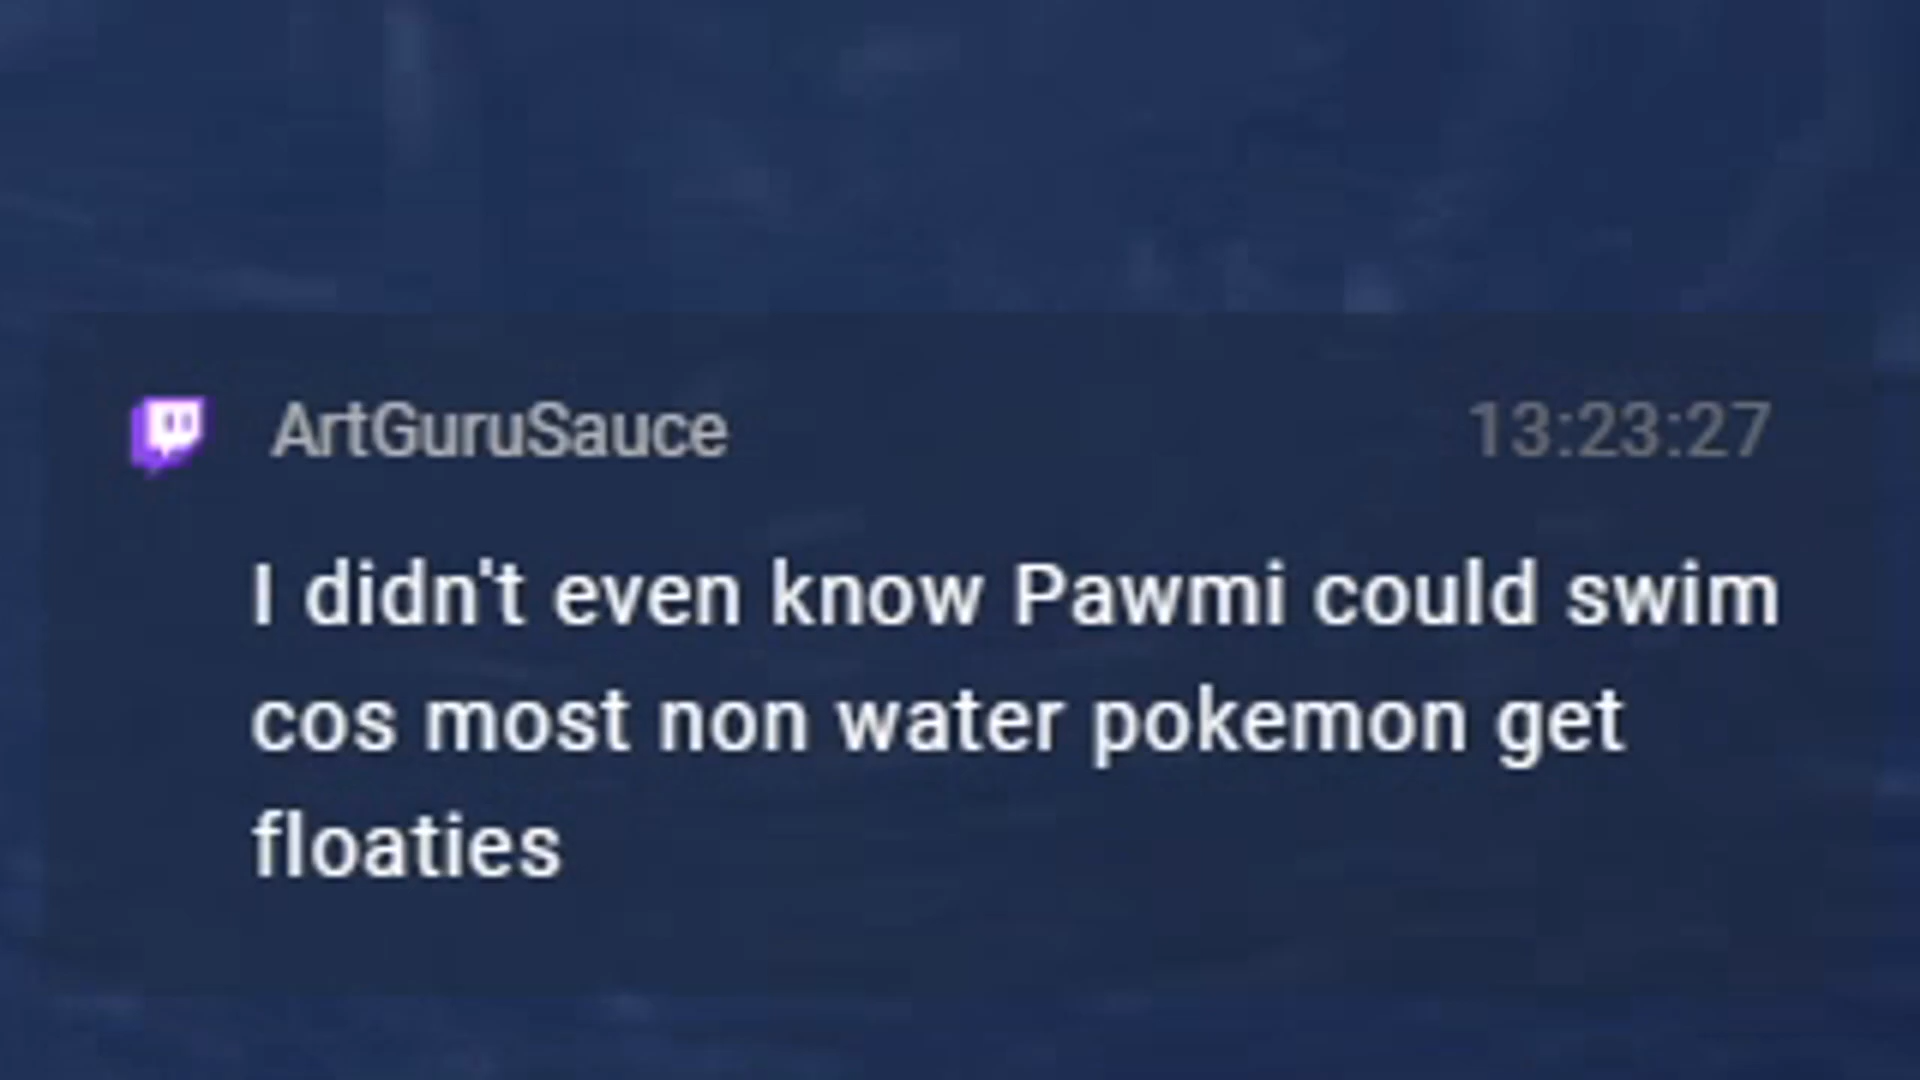 ArtGuruSauce 13:23:27
I didn't even know Pawmi could swim
cos most non water pokemon get
floaties